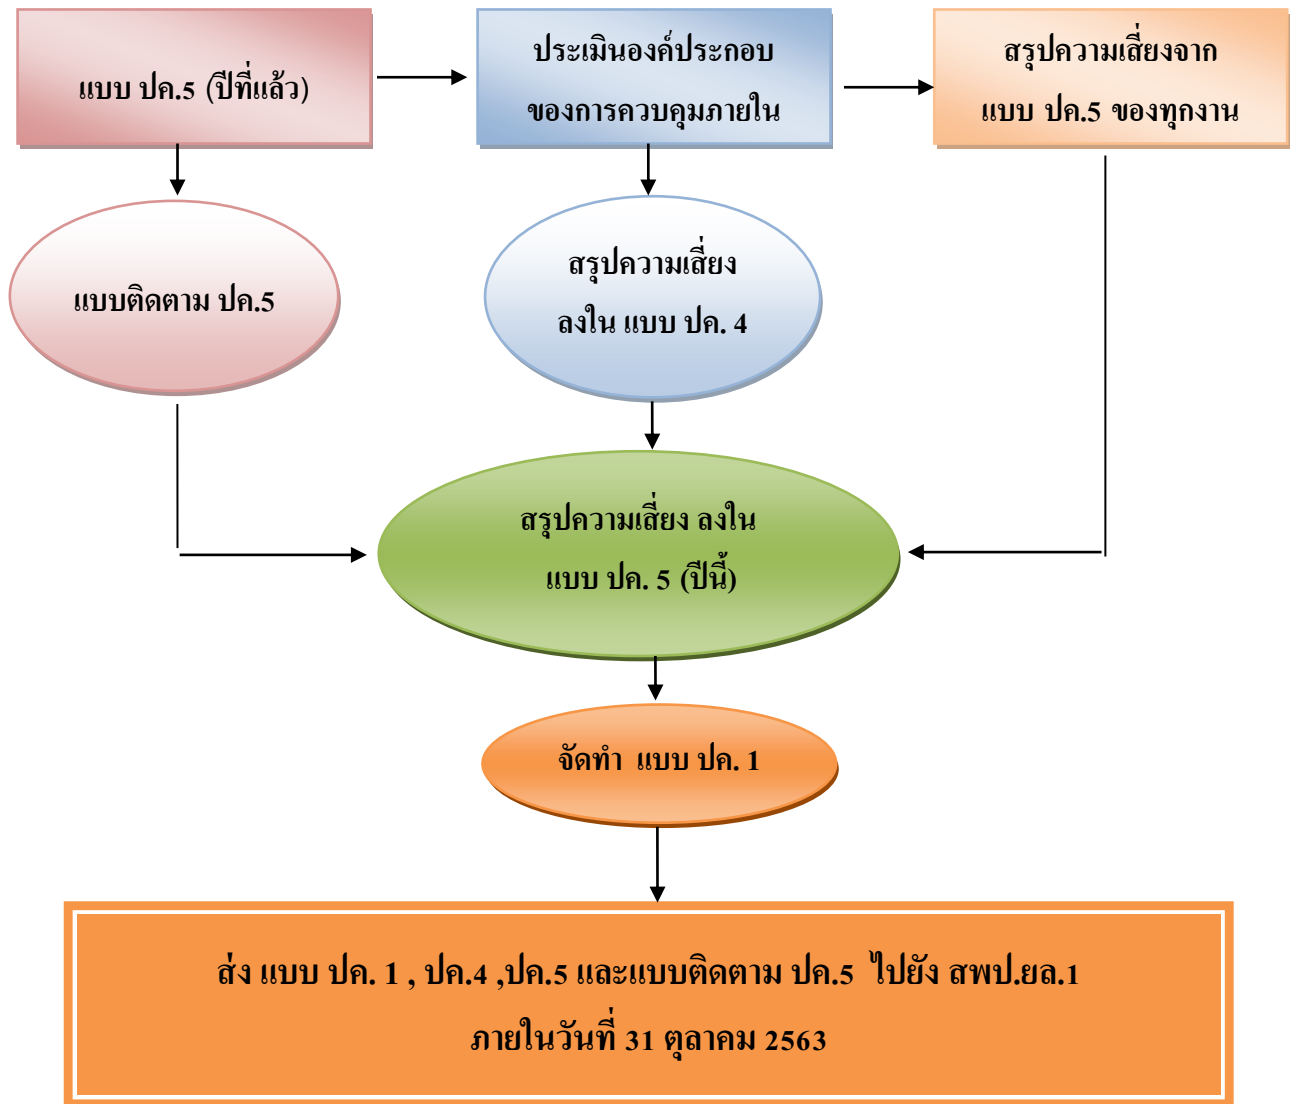 แบบ ปค.5 (ปีที่แล้ว)
ประเมินองค์ประกอบ
ของการควบคุมภายใน
สรุปความเสี่ยงจาก
แบบ ปค.5 ของทุกงาน
แบบติดตาม ปค.5
สรุปความเสี่ยง
ลงใน แบบ ปค. 4
สรุปความเสี่ยง ลงใน
แบบ ปค. 5 (ปีนี้)
จัดทำ แบบ ปค. 1
ส่ง แบบ ปค. 1 , ปค.4 ,ปค.5 และแบบติดตาม ปค.5 ไปยัง สพป.ยล.1
ภายในวันที่ 31 ตุลาคม 2563